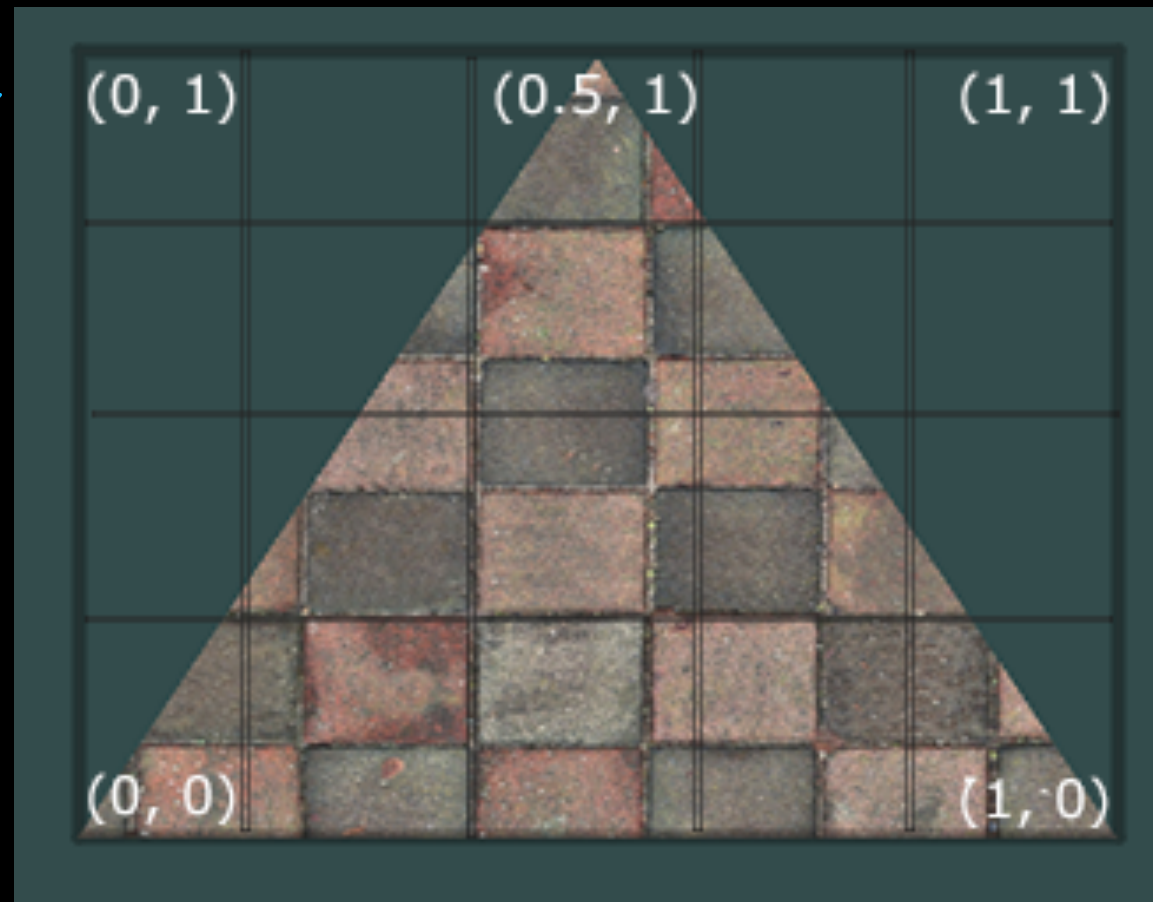 (0, 1) (0.5, 1) (1, 1)
(0, 0) (1, 0)